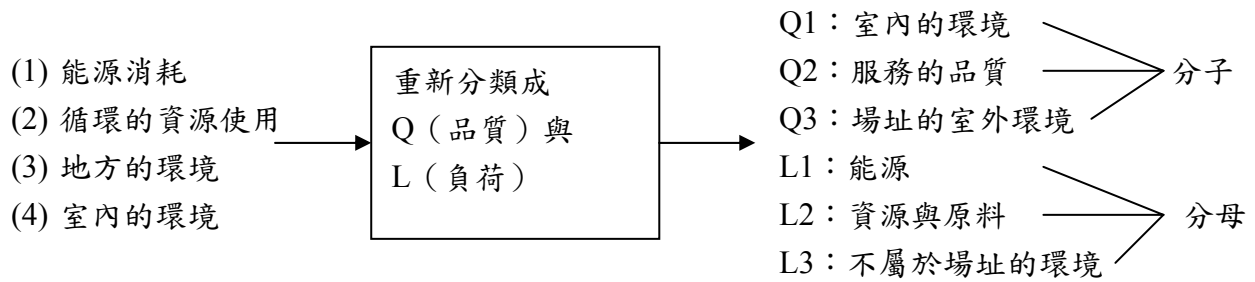 (1) 能源消耗
(2) 循環的資源使用
(3) 地方的環境
(4) 室內的環境
重新分類成
Q（品質）與
L（負荷）
Q1：室內的環境
Q2：服務的品質
Q3：場址的室外環境
分子
L1：能源
L2：資源與原料
L3：不屬於場址的環境
分母